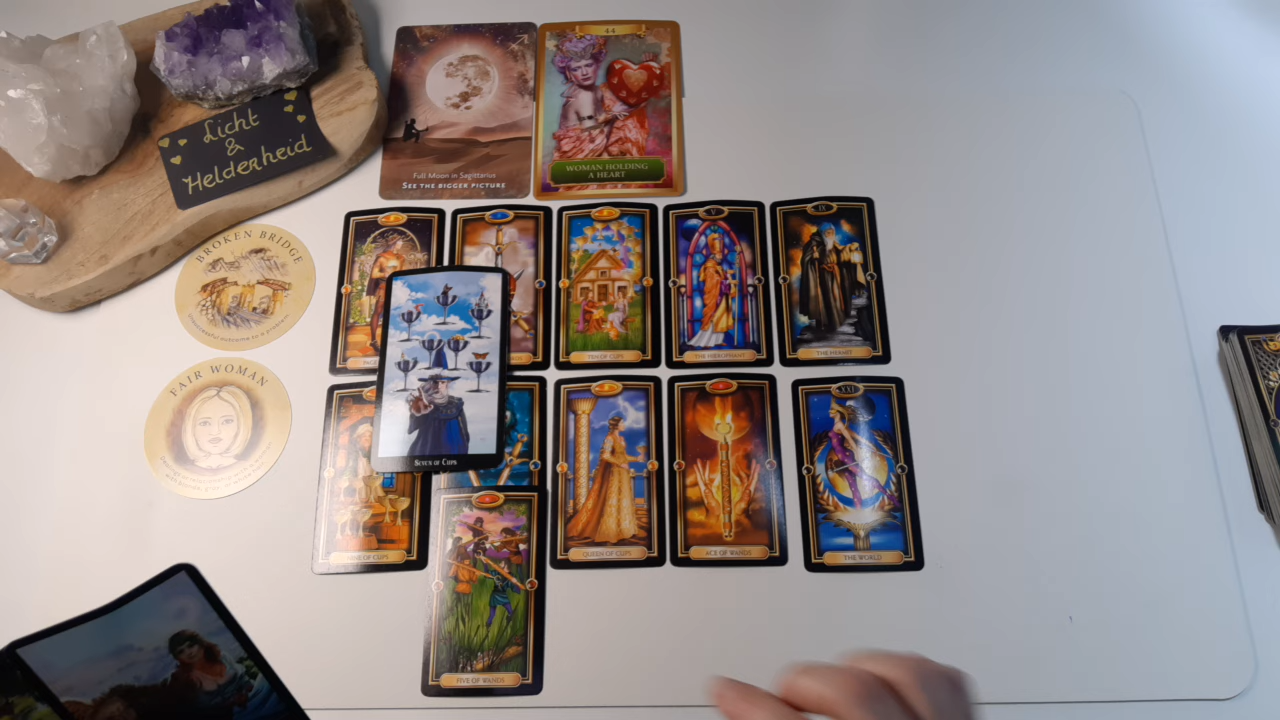 44
Full Moon in Sagittarius
SEE THE BIGGER PICTURE
WOMAN HOLDING
A HEART
Licht
&
Helderheid
BROKEN BRIDGE
FAIR WOMAN
V
IX
TEN OF CUPS
THE HIEROPHANT
THE HERMIT
SEVEN OF CUPS
XXI
NINE OF CUPS
QUEEN OF CUPS
ACE OF WANDS
THE WORLD
FIVE OF WANDS